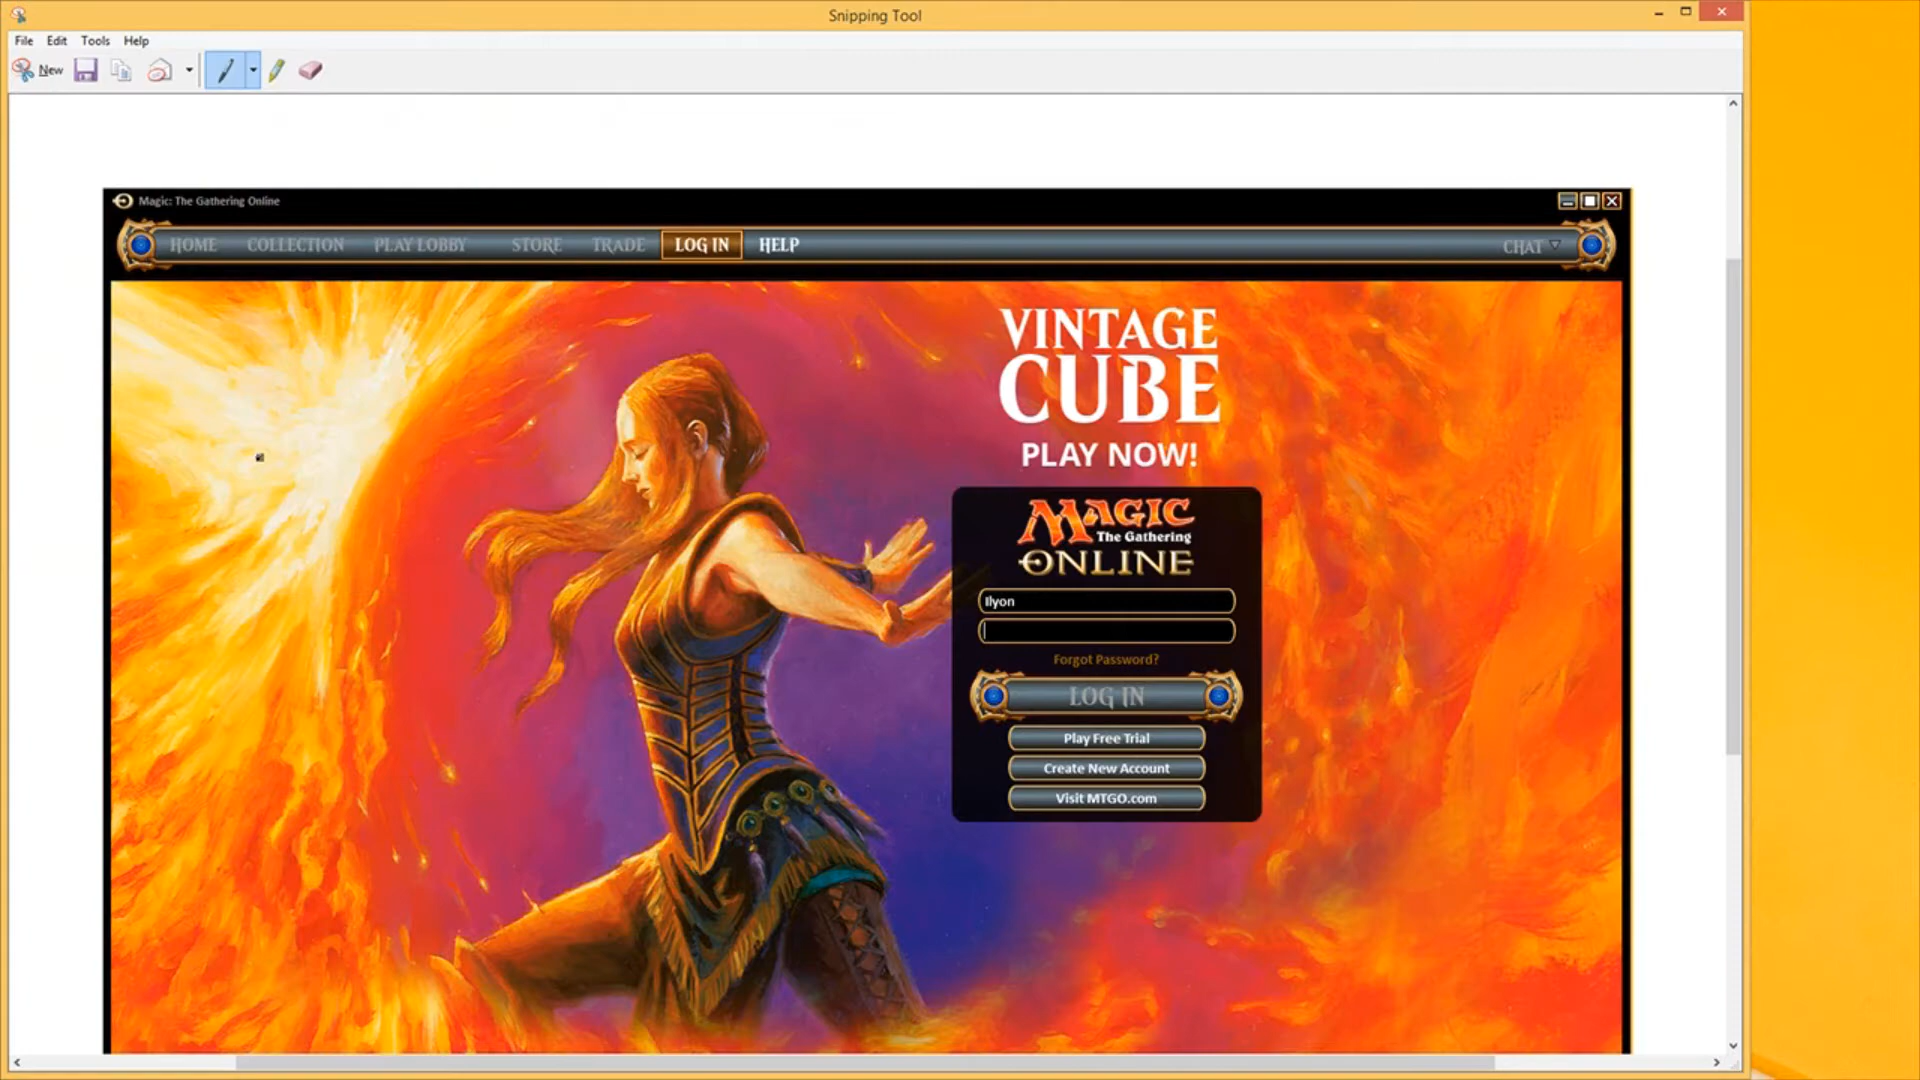 Snipping Tool
File Edit Tools Help
New
Magic: The Gathering Online
HOME COLLECTION PLAY LOBBY STORE TRADE LOG IN HELP CHAT
VINTAGE
CUBE
PLAY NOW!
MAGIC
The Gathering
ONLINE
Ilyon
Forgot Password?
LOG IN
Play Free Trial
Create New Account
Visit MTGO.com